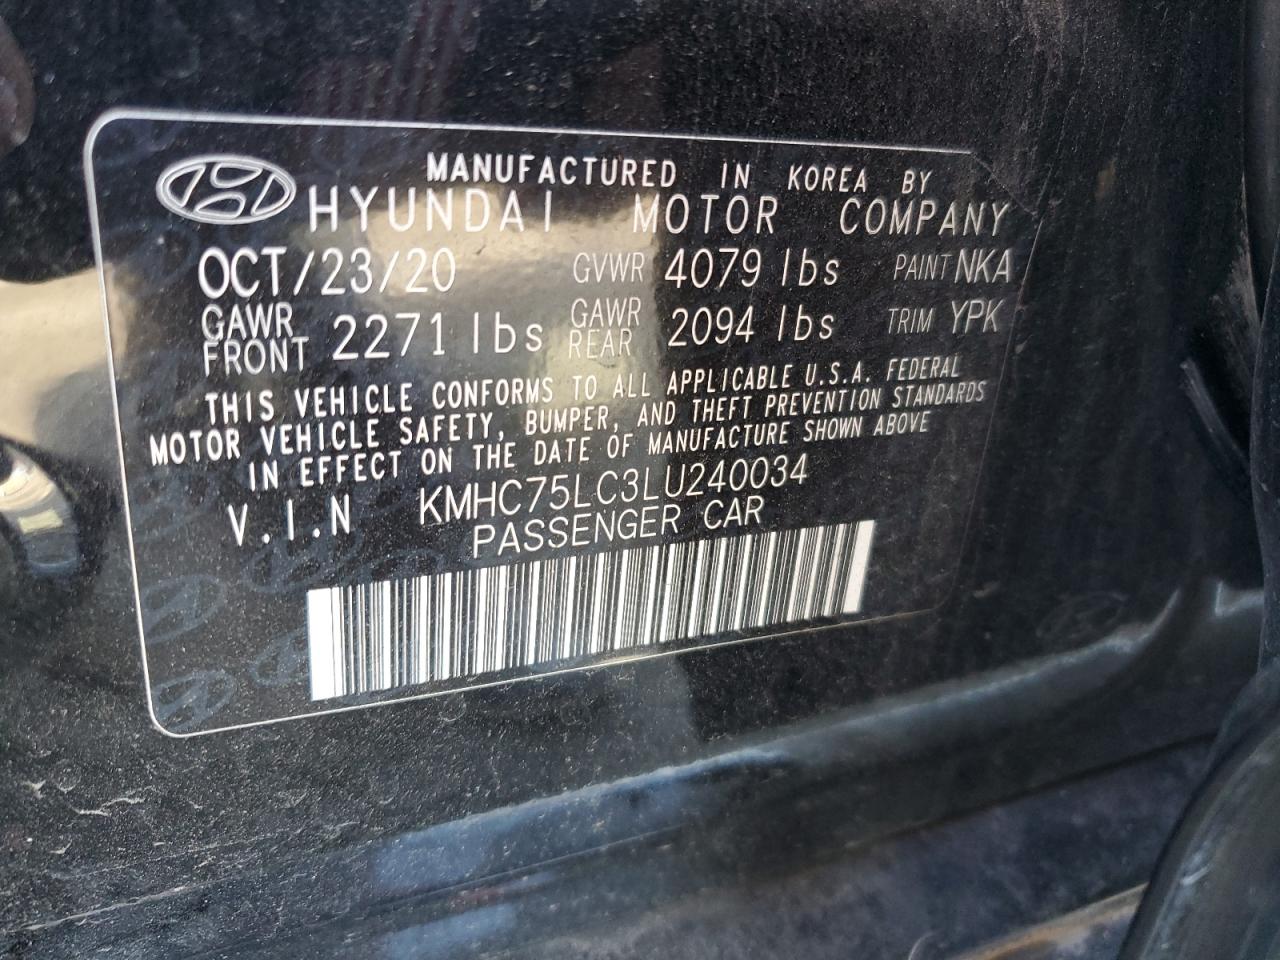 MANUFACTURED IN KOREA BY
HYUNDAI MOTOR COMPANY
OCT/23/20 GVWR 4079 lbs PAINT NKA
GAWR FRONT 2271 lbs GAWR REAR 2094 lbs TRIM YPK
THIS VEHICLE CONFORMS TO ALL APPLICABLE U.S.A. FEDERAL
MOTOR VEHICLE SAFETY, BUMPER, AND THEFT PREVENTION STANDARDS
IN EFFECT ON THE DATE OF MANUFACTURE SHOWN ABOVE
V.I.N KMHC75LC3LU240034
PASSENGER CAR